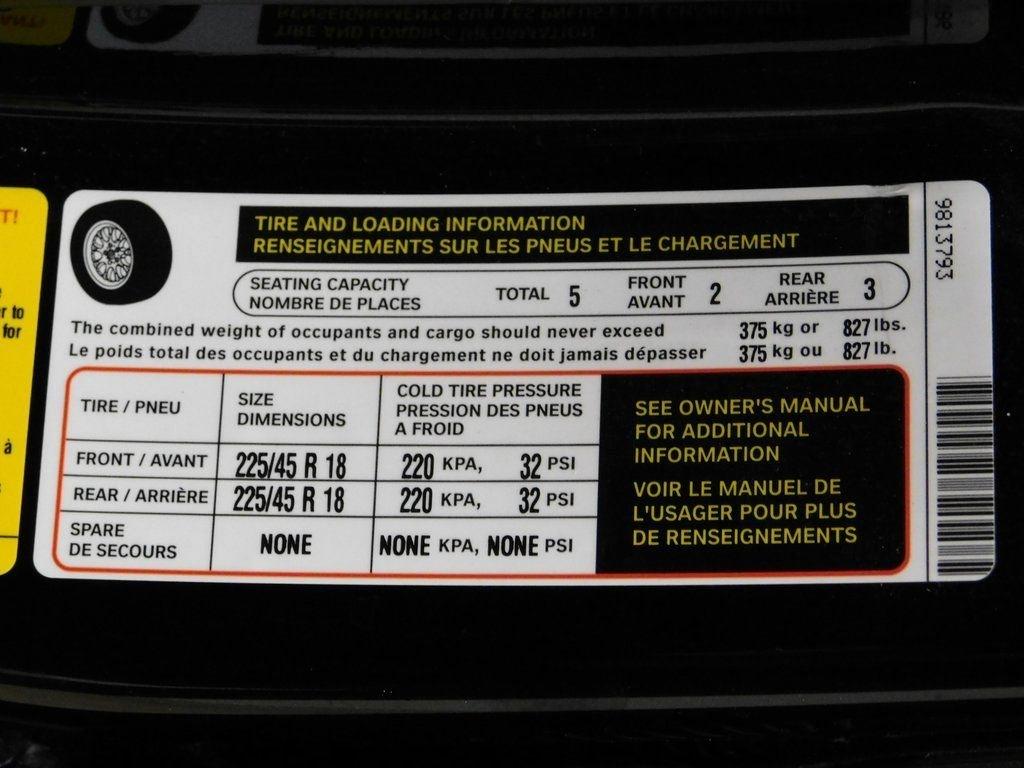 TIRE AND LOADING INFORMATION
RENSEIGNEMENTS SUR LES PNEUS ET LE CHARGEMENT
SEATING CAPACITY
NOMBRE DE PLACES
TOTAL 5
FRONT
AVANT 2
REAR
ARRIÈRE 3
The combined weight of occupants and cargo should never exceed 375 kg or 827 lbs.
Le poids total des occupants et du chargement ne doit jamais dépasser 375 kg ou 827 lb.
TIRE / PNEU
SIZE
DIMENSIONS
COLD TIRE PRESSURE
PRESSION DES PNEUS
A FROID
FRONT / AVANT 225/45 R 18 220 KPA, 32 PSI
REAR / ARRIÈRE 225/45 R 18 220 KPA, 32 PSI
SPARE
DE SECOURS NONE NONE KPA, NONE PSI
SEE OWNER'S MANUAL
FOR ADDITIONAL
INFORMATION
VOIR LE MANUEL DE
L'USAGER POUR PLUS
DE RENSEIGNEMENTS
9813793
T!
r to
for
à